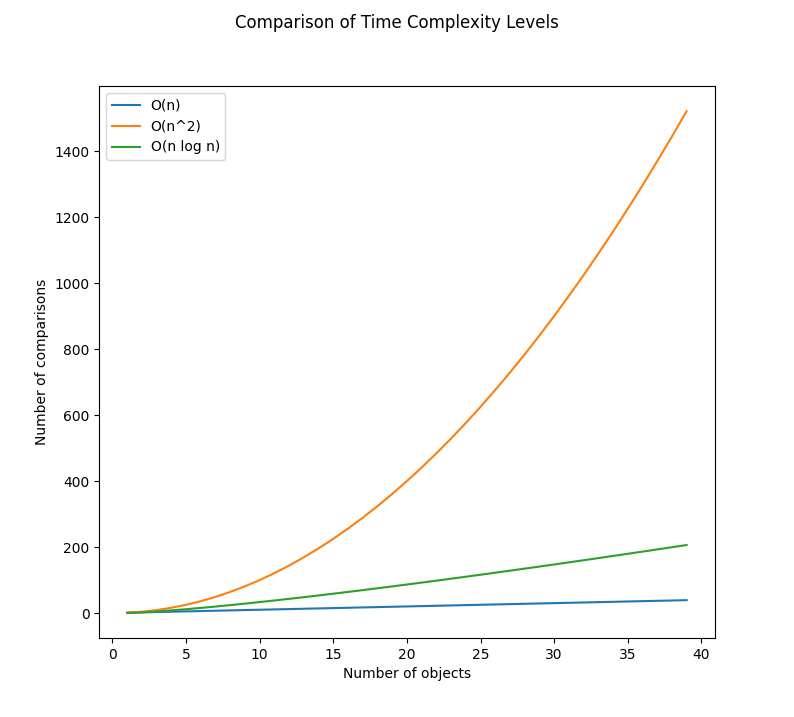 Comparison of Time Complexity Levels
O(n)
O(n^2)
O(n log n)
1400
1200
1000
800
600
400
200
0
Number of comparisons
0 5 10 15 20 25 30 35 40
Number of objects